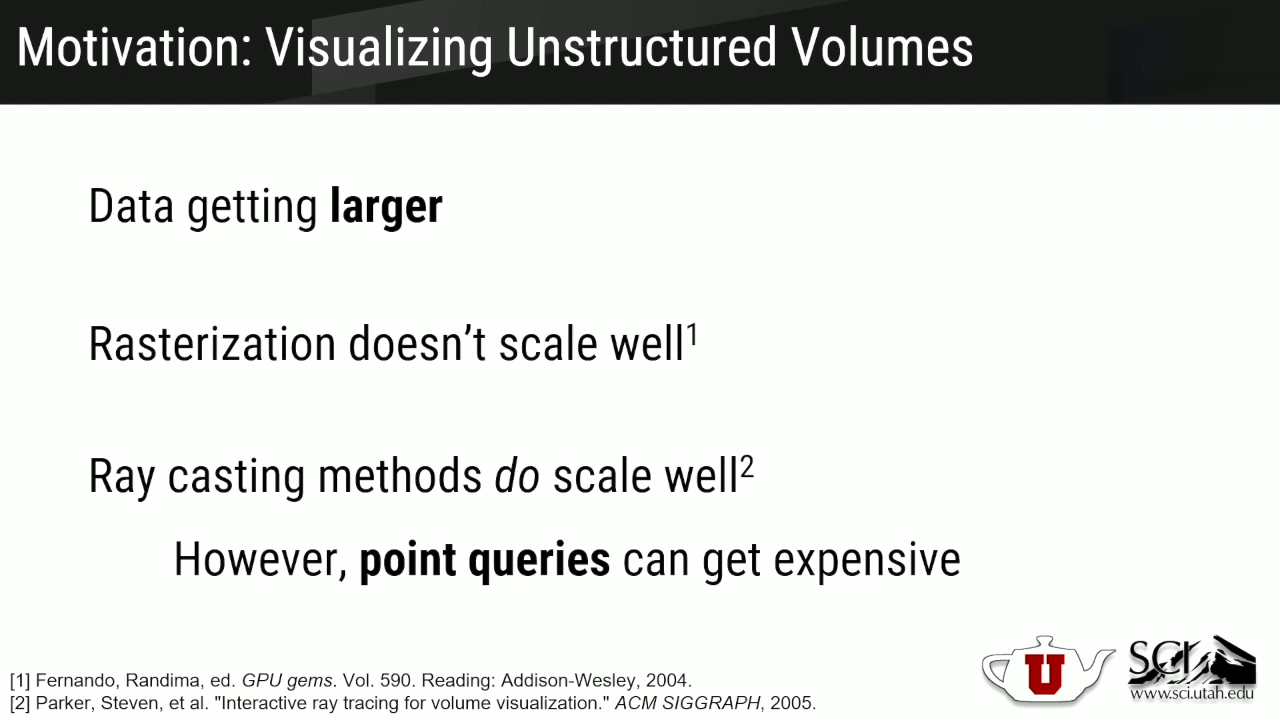 Motivation: Visualizing Unstructured Volumes
Data getting larger
Rasterization doesn’t scale well¹
Ray casting methods do scale well²
However, point queries can get expensive
[1] Fernando, Randima, ed. GPU gems. Vol. 590. Reading: Addison-Wesley, 2004.
[2] Parker, Steven, et al. "Interactive ray tracing for volume visualization." ACM SIGGRAPH, 2005.
U
SCI
www.sci.utah.edu